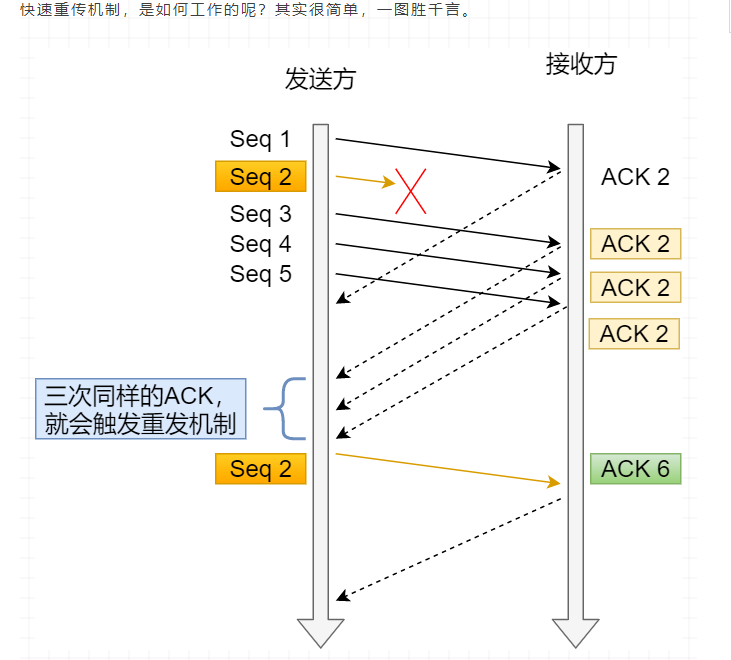 快速重传机制，是如何工作的呢？其实很简单，一图胜千言。
发送方
接收方
Seq 1
Seq 2
ACK 2
Seq 3
Seq 4
ACK 2
Seq 5
ACK 2
ACK 2
三次同样的ACK，
就会触发重发机制
Seq 2
ACK 6